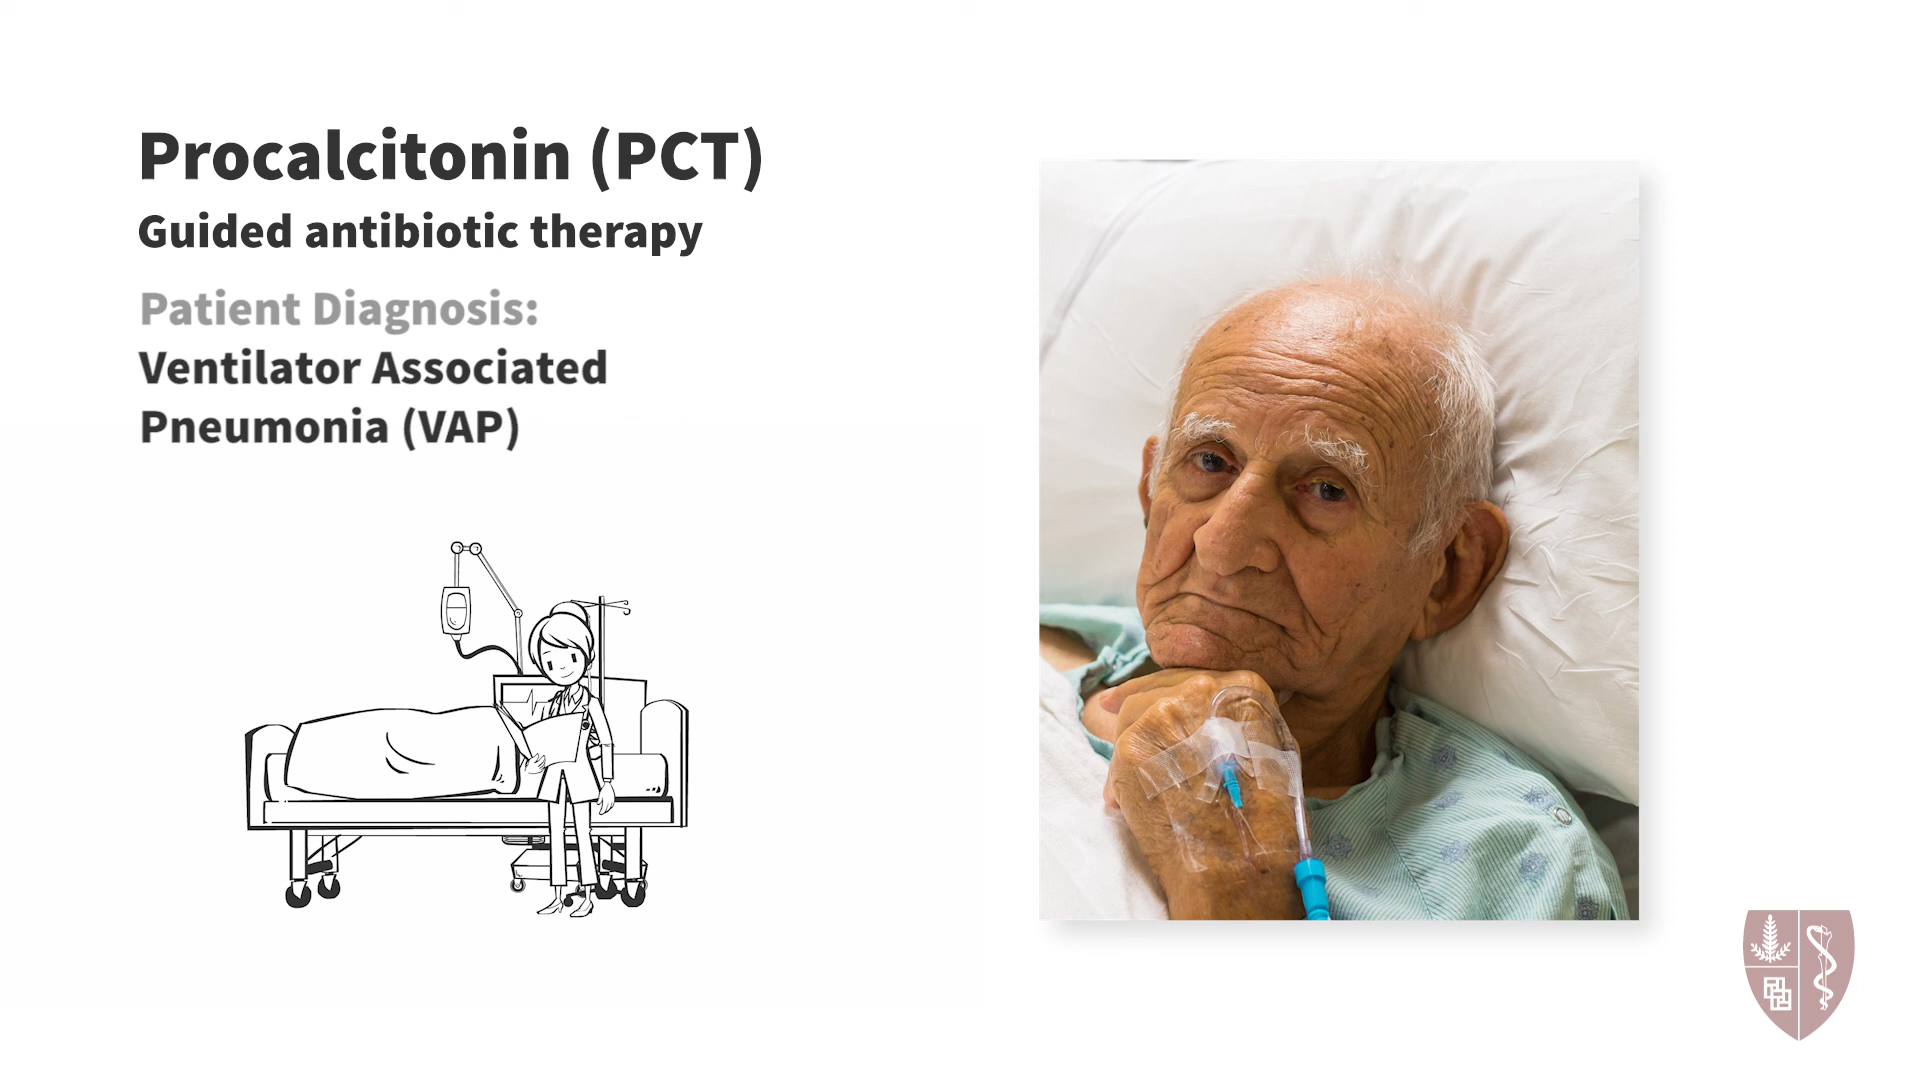 Procalcitonin (PCT)
Guided antibiotic therapy
Patient Diagnosis:
Ventilator Associated
Pneumonia (VAP)